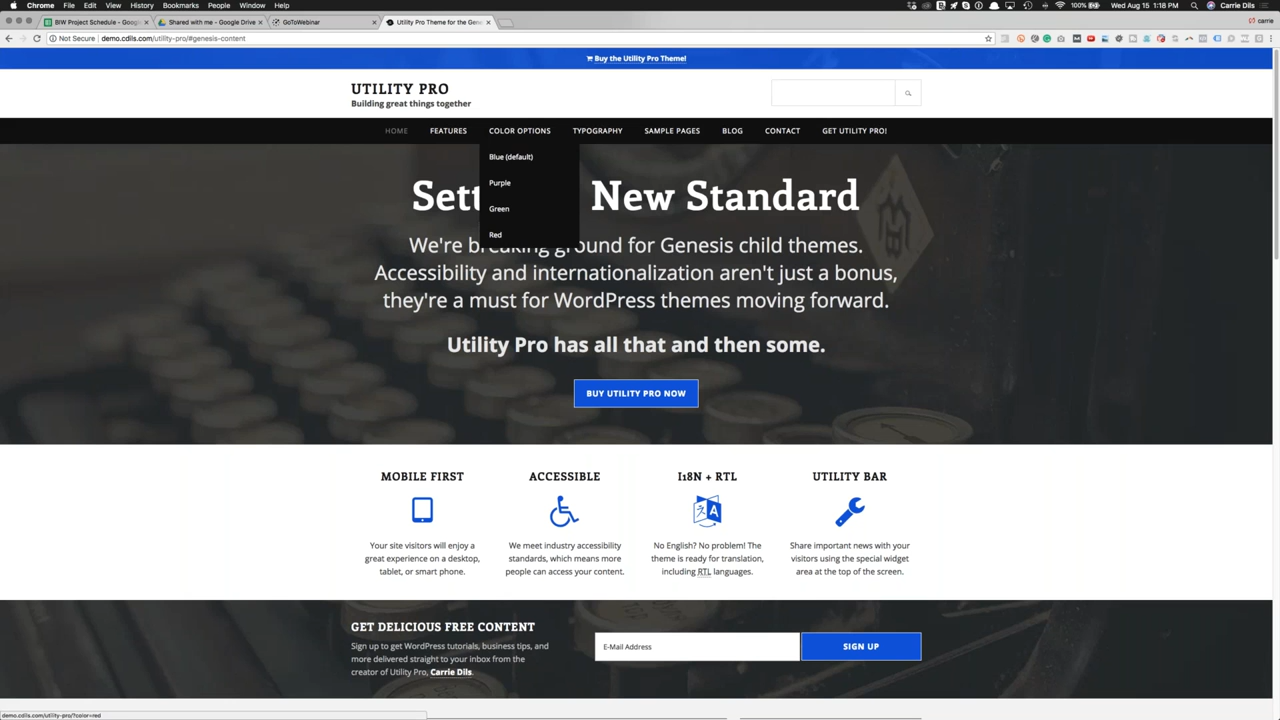 Chrome File Edit View History Bookmarks People Window Help
100% Wed Aug 15 1:18 PM Carrie Dils
BIW Project Schedule - Google
Shared with me - Google Drive
GoToWebinar
Utility Pro Theme for the Gene
carrie
Not Secure demo.cdils.com/utility-pro/#genesis-content
Buy the Utility Pro Theme!
UTILITY PRO
Building great things together
HOME FEATURES COLOR OPTIONS TYPOGRAPHY SAMPLE PAGES BLOG CONTACT GET UTILITY PRO!
Blue (default)
Purple
Green
Red
Sett New Standard
We're breaking ground for Genesis child themes.
Accessibility and internationalization aren't just a bonus,
they're a must for WordPress themes moving forward.
Utility Pro has all that and then some.
BUY UTILITY PRO NOW
MOBILE FIRST
Your site visitors will enjoy a
great experience on a desktop,
tablet, or smart phone.
ACCESSIBLE
We meet industry accessibility
standards, which means more
people can access your content.
I18N + RTL
No English? No problem! The
theme is ready for translation,
including RTL languages.
UTILITY BAR
Share important news with your
visitors using the special widget
area at the top of the screen.
GET DELICIOUS FREE CONTENT
Sign up to get WordPress tutorials, business tips, and
more delivered straight to your inbox from the
creator of Utility Pro, Carrie Dils.
E-Mail Address
SIGN UP
demo.cdils.com/utility-pro/?color=red